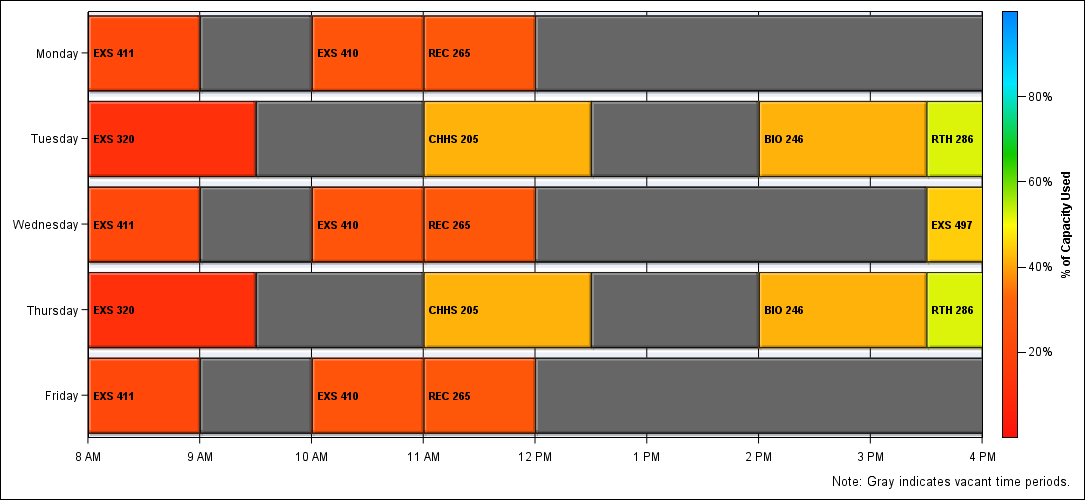 Monday
EXS 411
EXS 410
REC 265
Tuesday
EXS 320
CHHS 205
BIO 246
RTH 286
Wednesday
EXS 411
EXS 410
REC 265
EXS 497
Thursday
EXS 320
CHHS 205
BIO 246
RTH 286
Friday
EXS 411
EXS 410
REC 265
8 AM
9 AM
10 AM
11 AM
12 PM
1 PM
2 PM
3 PM
4 PM
80%
60%
40%
20%
% of Capacity Used
Note: Gray indicates vacant time periods.